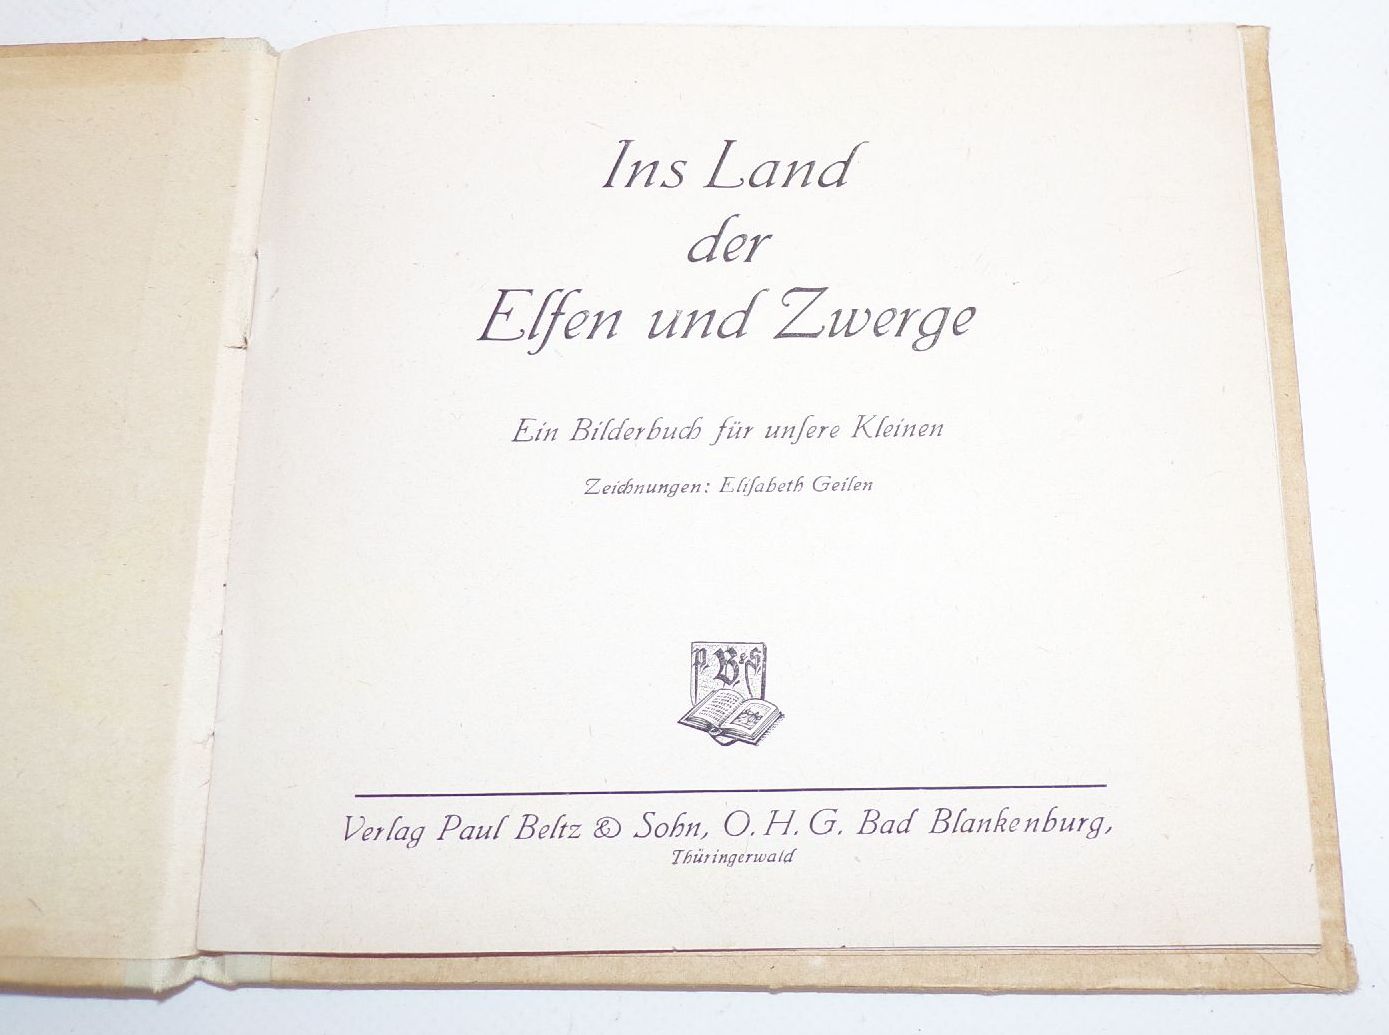 Ins Land
der
Elfen und Zwerge
Ein Bilderbuch für unſere Kleinen
Zeichnungen: Eliſabeth Geilen
P. B. & S.
Verlag Paul Beltz & Sohn, O. H. G. Bad Blankenburg,
Thüringerwald